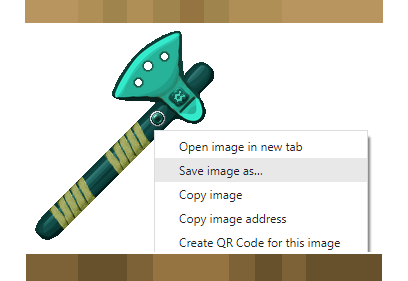 Open image in new tab
Save image as...
Copy image
Copy image address
Create QR Code for this image